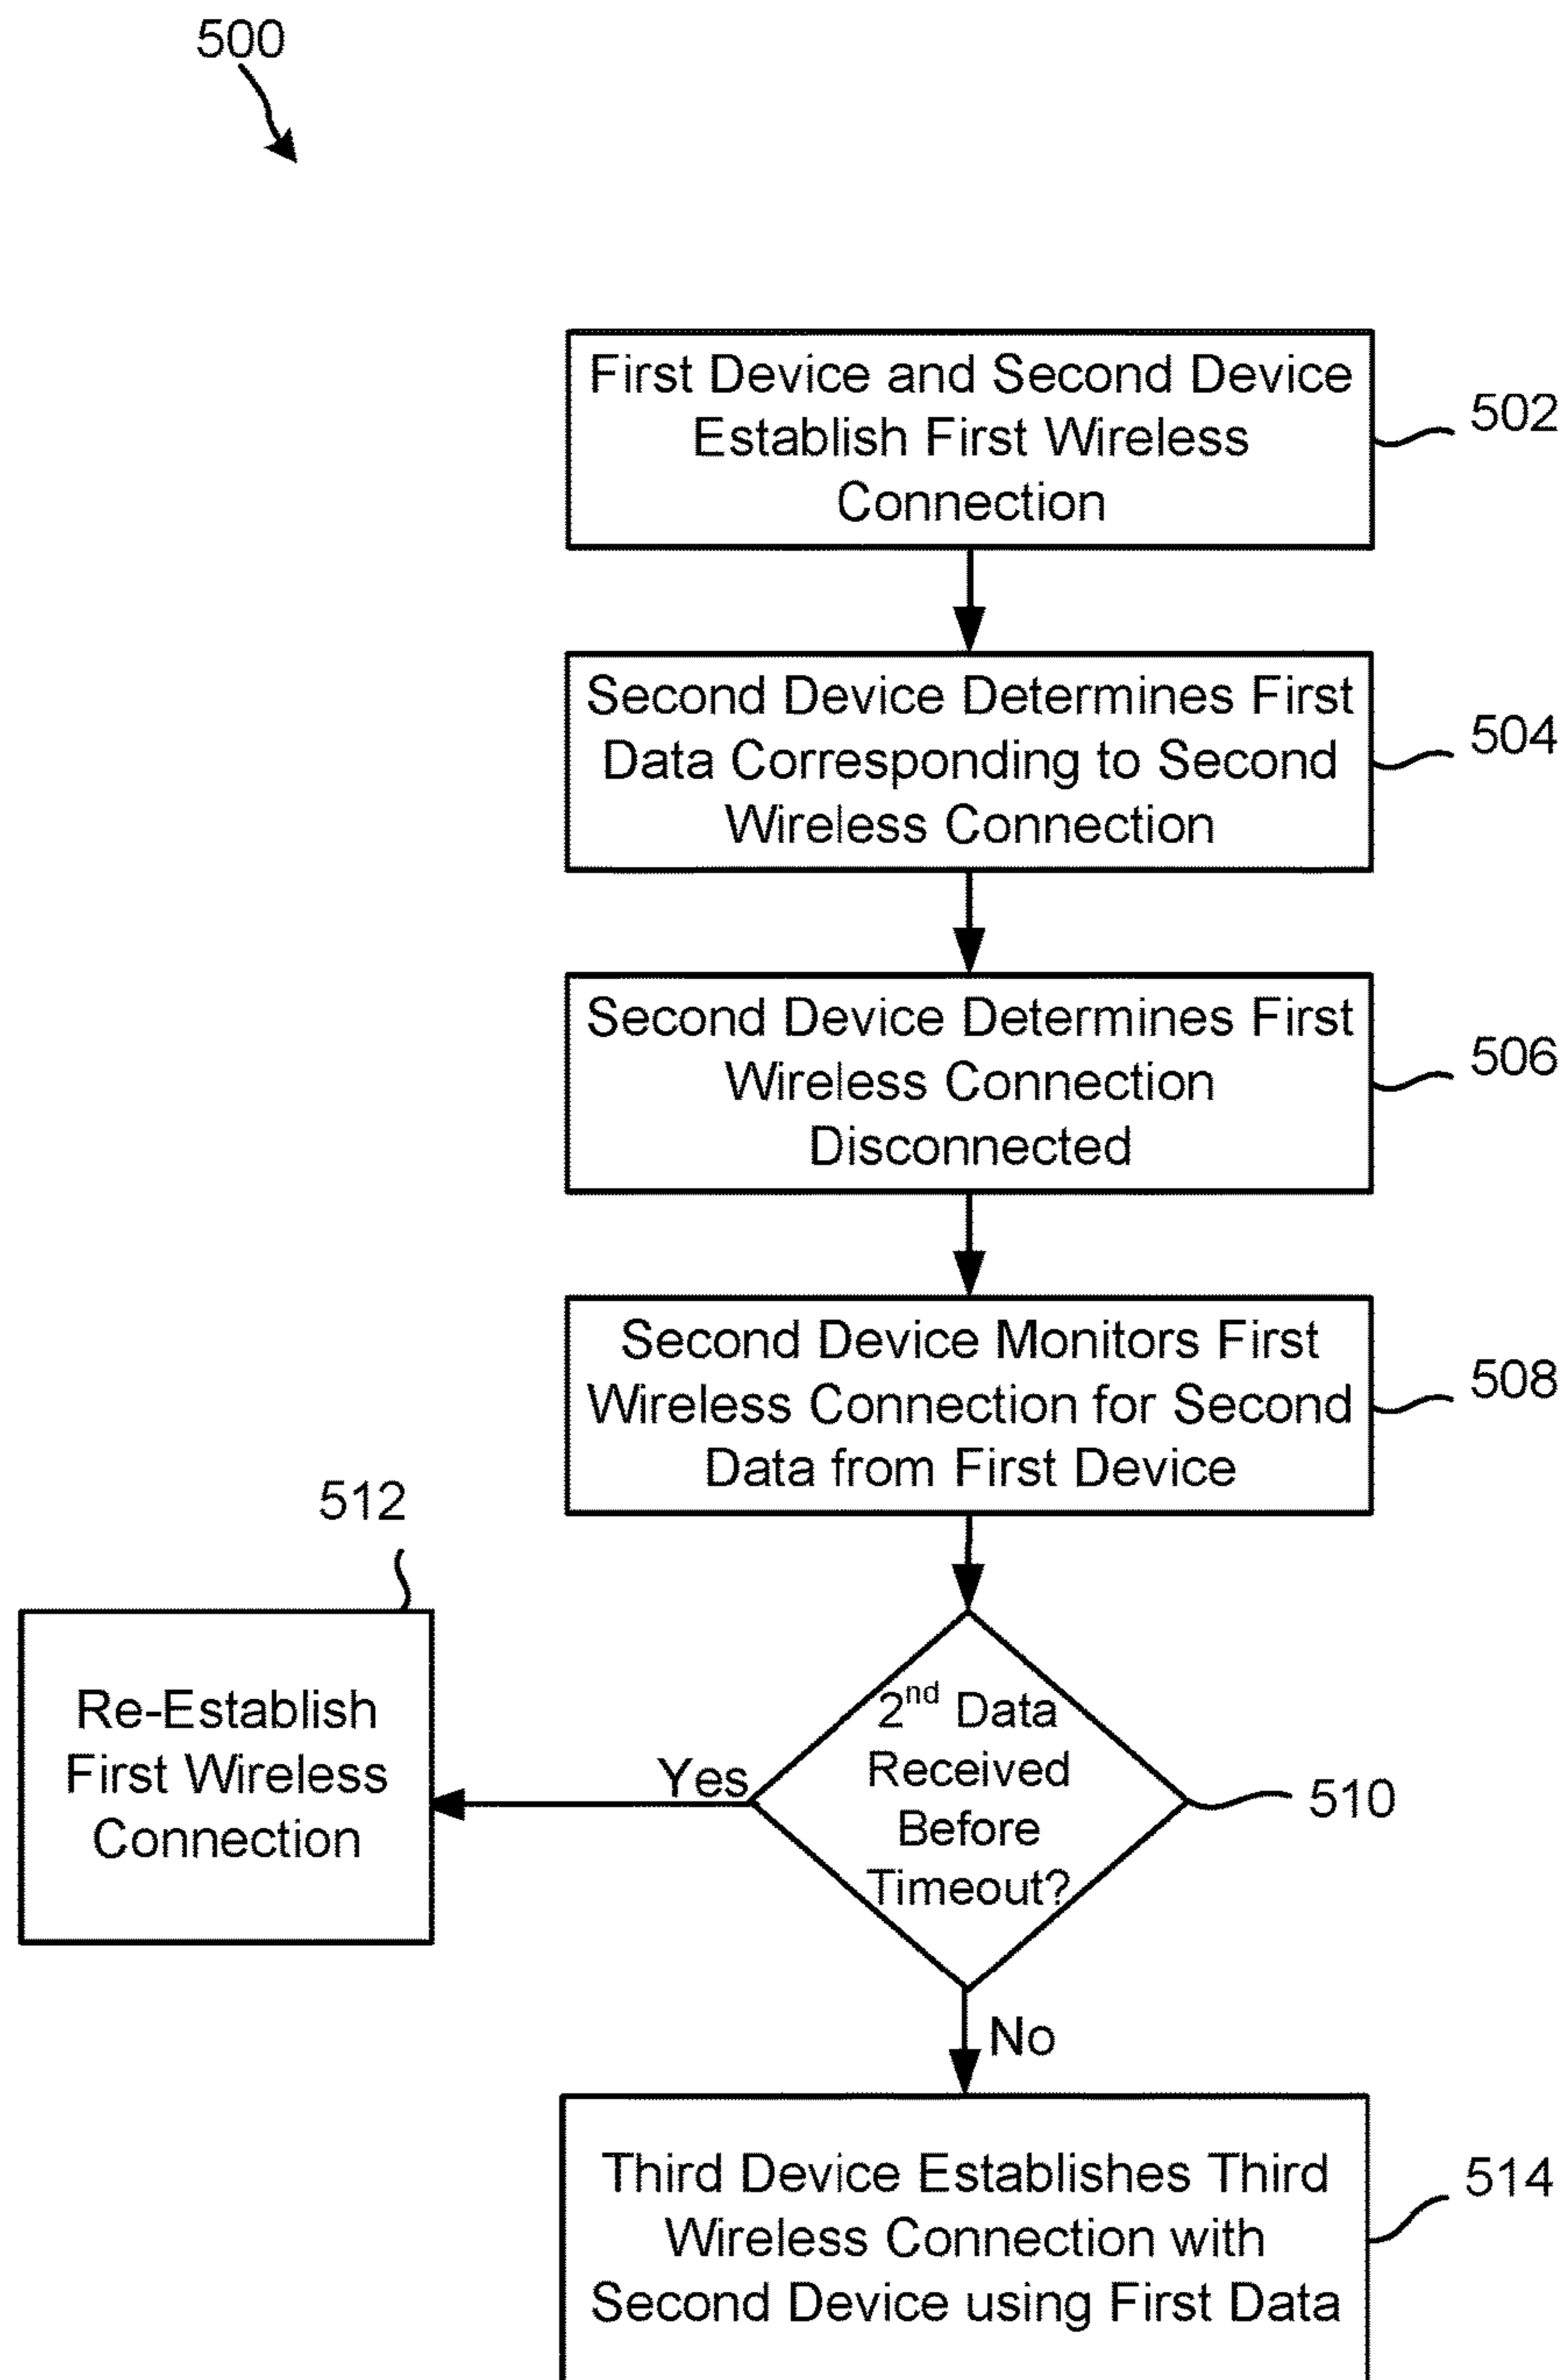 500
First Device and Second Device
Establish First Wireless
Connection
502
Second Device Determines First
Data Corresponding to Second
Wireless Connection
504
Second Device Determines First
Wireless Connection
Disconnected
506
Second Device Monitors First
Wireless Connection for Second
Data from First Device
508
512
Re-Establish
First Wireless
Connection
Yes
2nd Data
Received
Before
Timeout?
510
No
Third Device Establishes Third
Wireless Connection with
Second Device using First Data
514